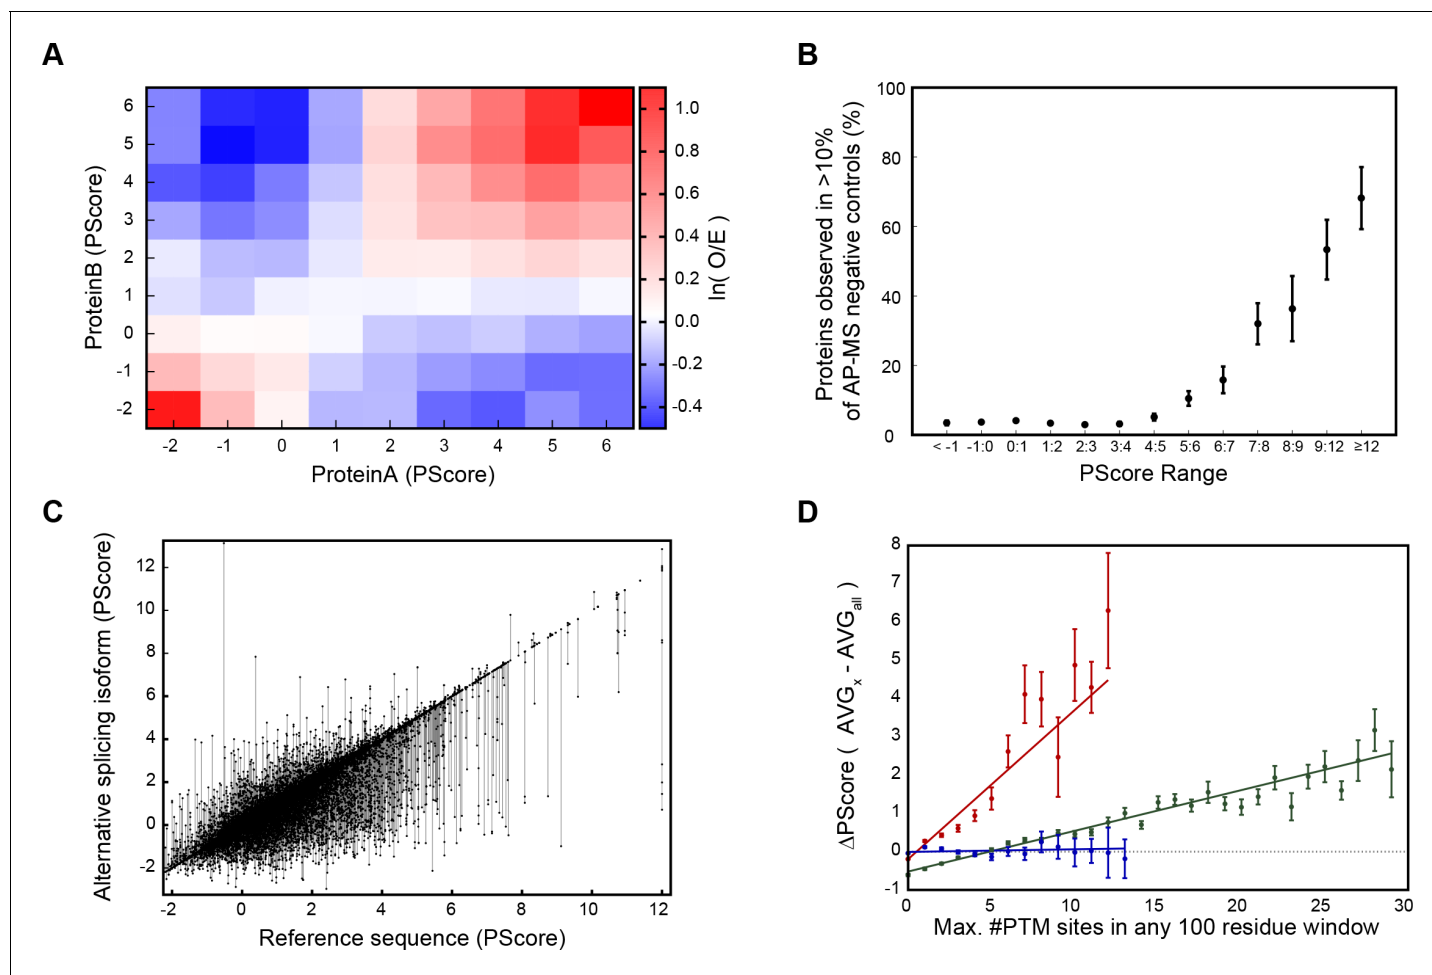 A
6
5
4
3
2
1
0
-1
-2
ProteinB (PScore)
-2 -1 0 1 2 3 4 5 6
ProteinA (PScore)
1.0
0.8
0.6
0.4
0.2
0.0
-0.2
-0.4
ln( O/E )
B
100
80
60
40
20
0
Proteins observed in >10%
of AP-MS negative controls (%)
< -1 -1:0 0:1 1:2 2:3 3:4 4:5 5:6 6:7 7:8 8:9 9:12 ≥12
PScore Range
C
12
10
8
6
4
2
0
-2
Alternative splicing isoform (PScore)
-2 0 2 4 6 8 10 12
Reference sequence (PScore)
D
8
7
6
5
4
3
2
1
0
-1
ΔPScore ( AVGx - AVGall )
0 5 10 15 20 25 30
Max. #PTM sites in any 100 residue window